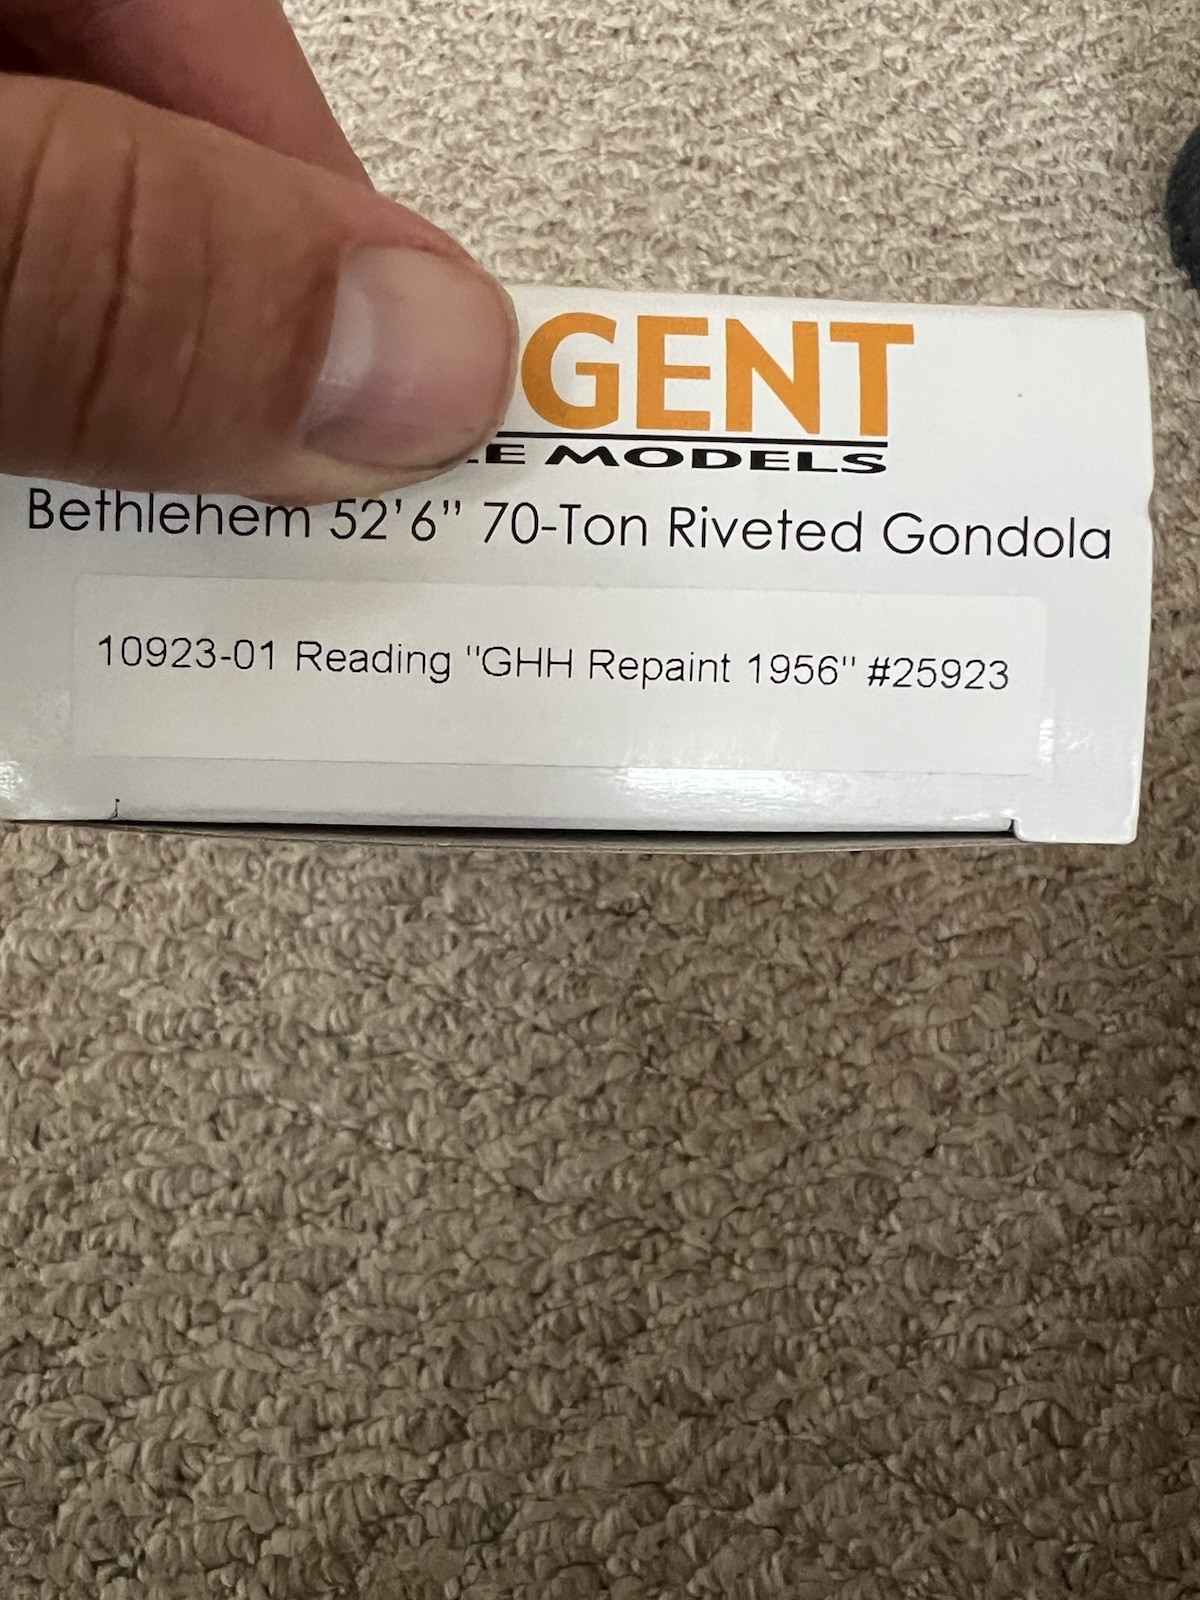 GENT
E MODELS
Bethlehem 52'6" 70-Ton Riveted Gondola
10923-01 Reading "GHH Repaint 1956" #25923